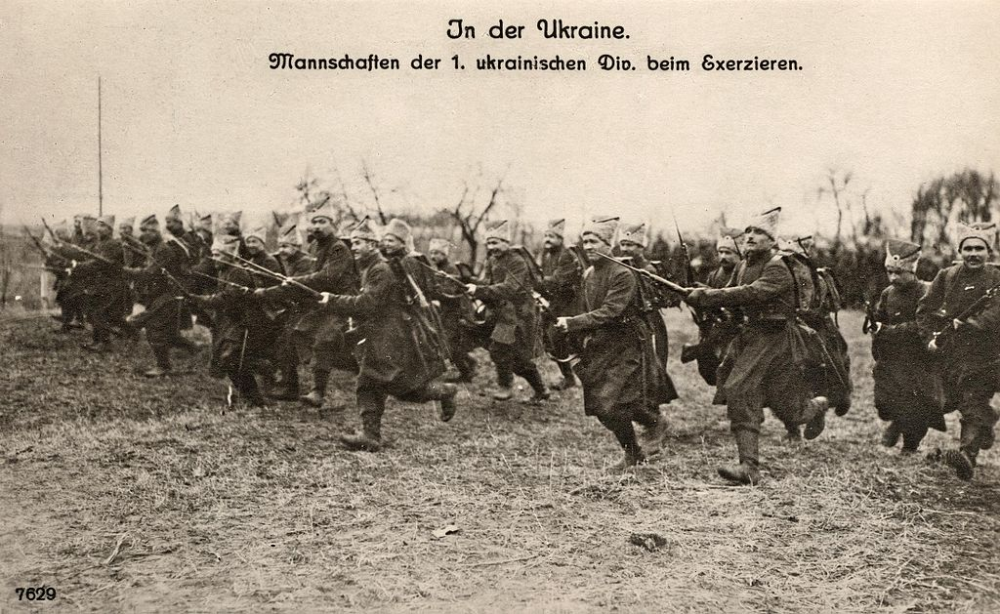 In der Ukraine.
Mannschaften der 1. ukrainischen Div. beim Exerzieren.
7629